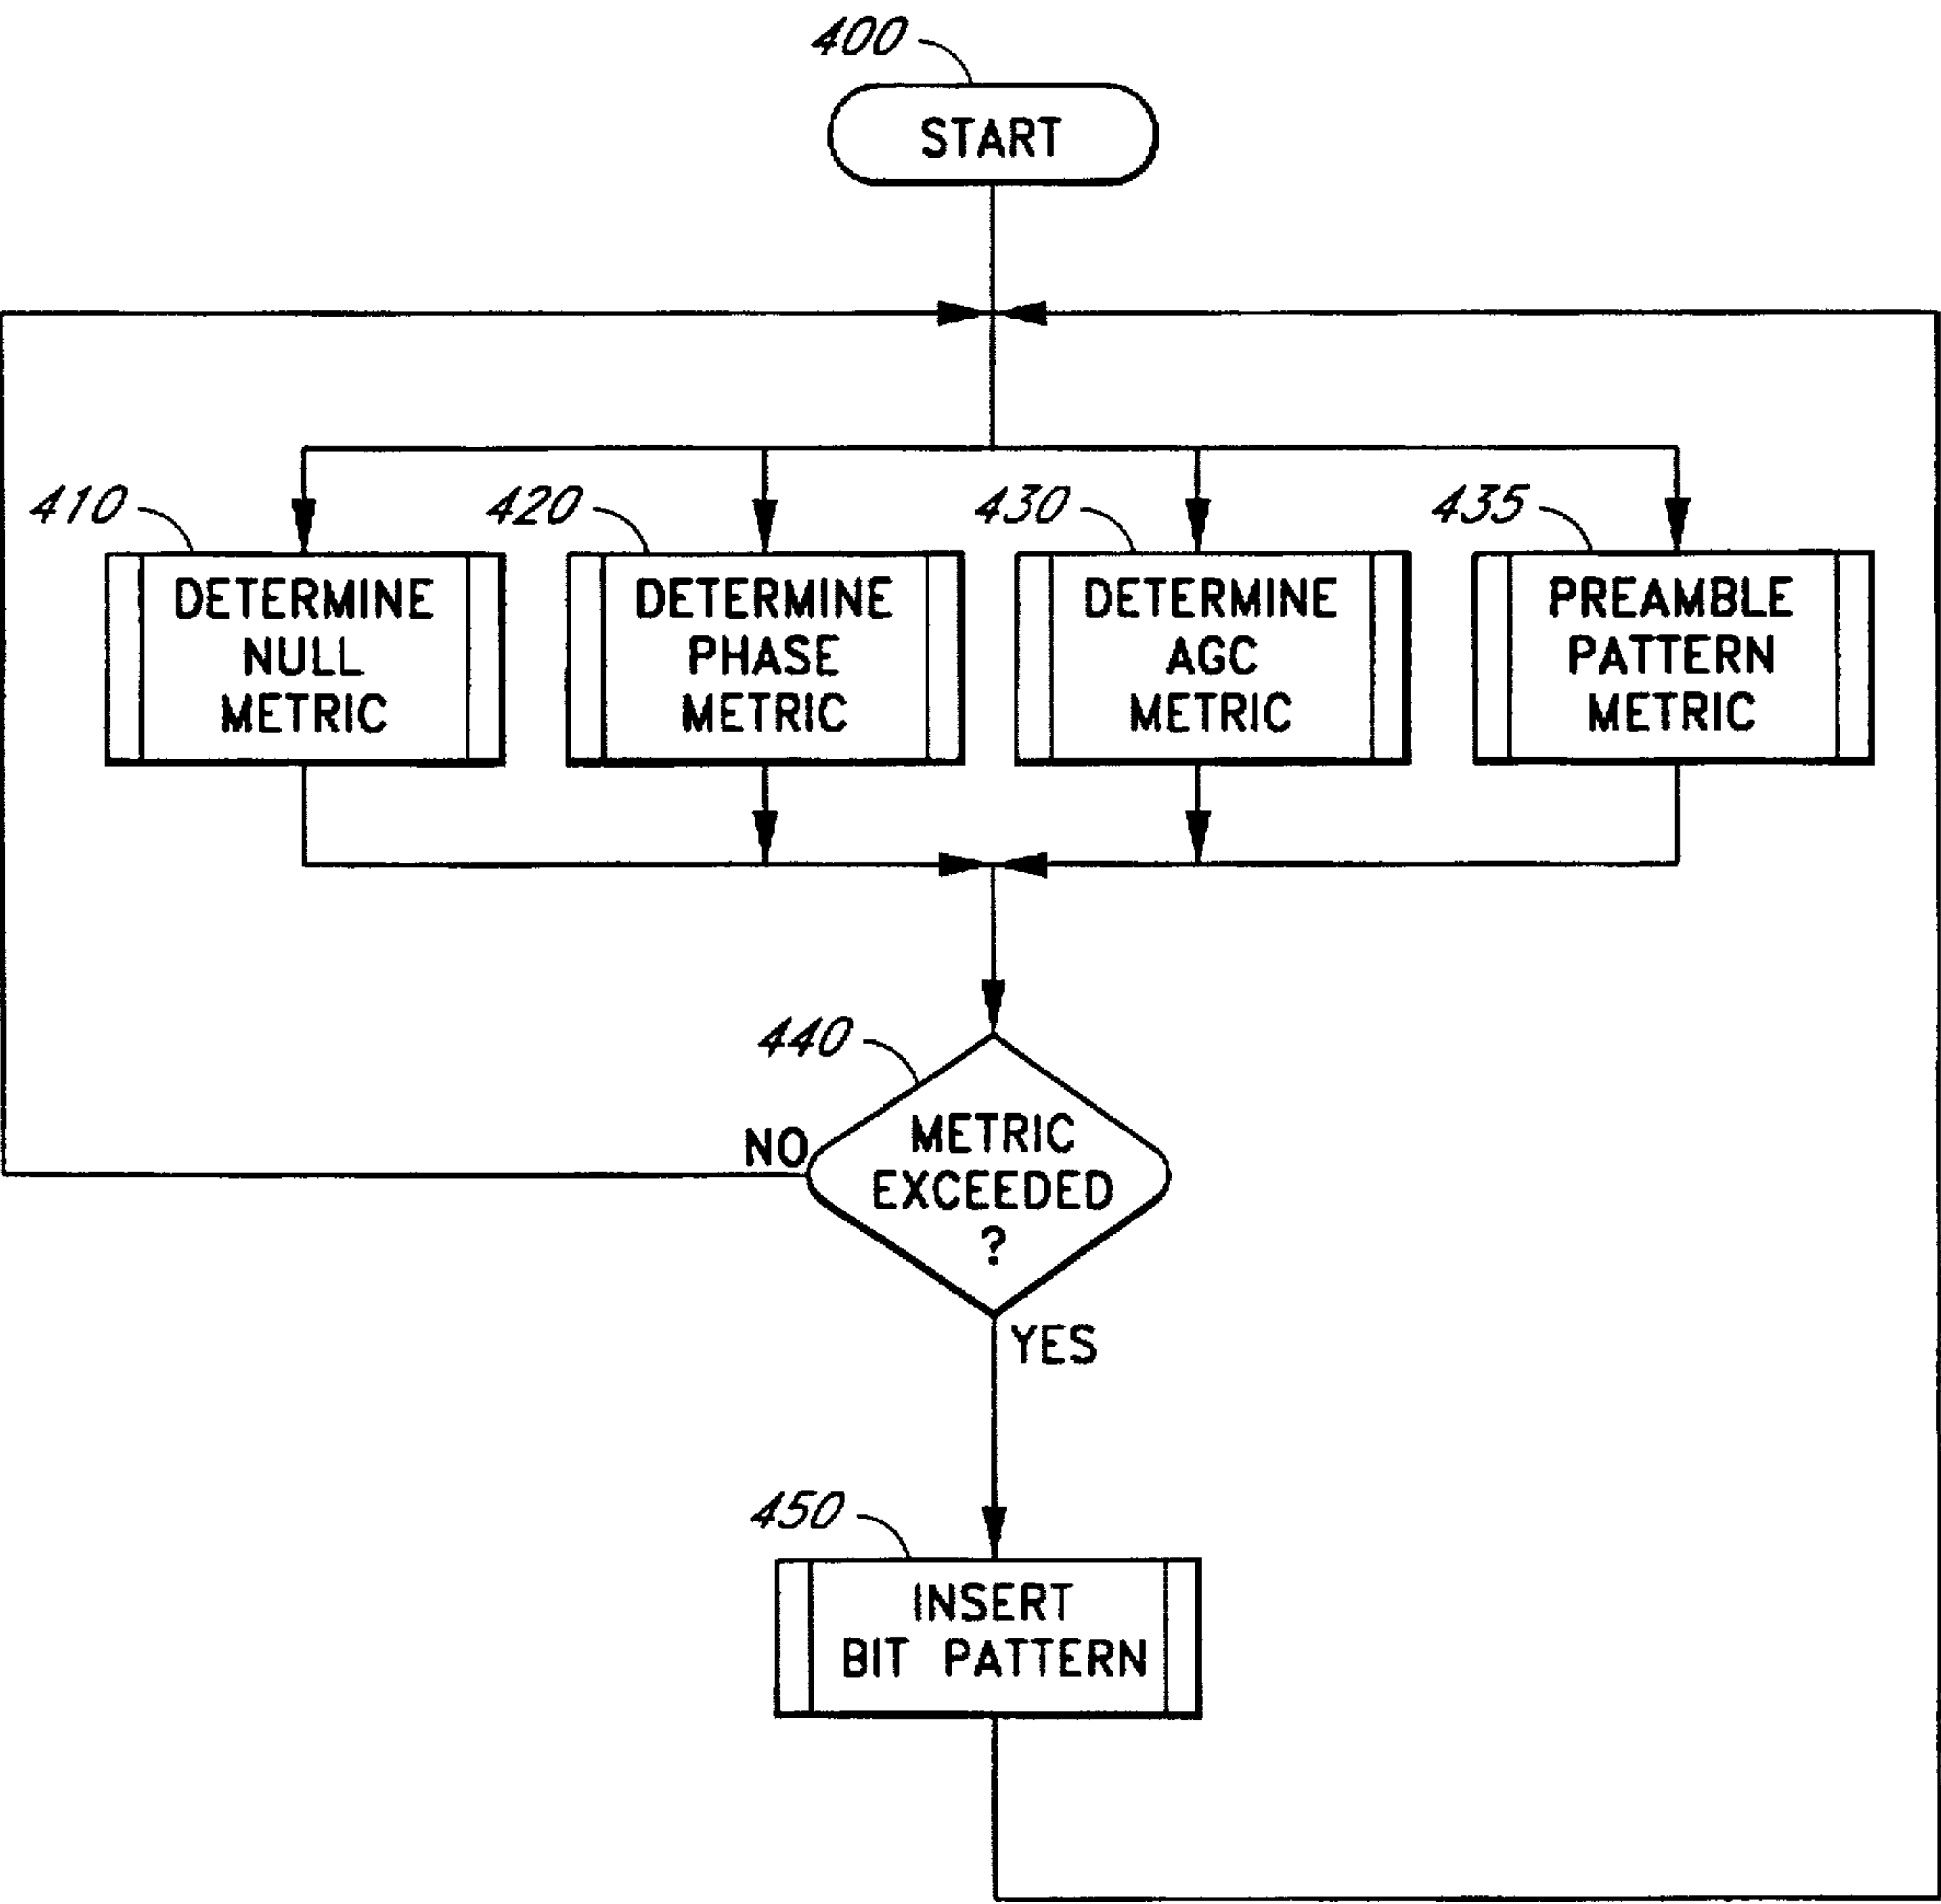 400
START
410
420
430
435
DETERMINE
NULL
METRIC
DETERMINE
PHASE
METRIC
DETERMINE
AGC
METRIC
PREAMBLE
PATTERN
METRIC
440
NO
METRIC
EXCEEDED
?
YES
450
INSERT
BIT PATTERN